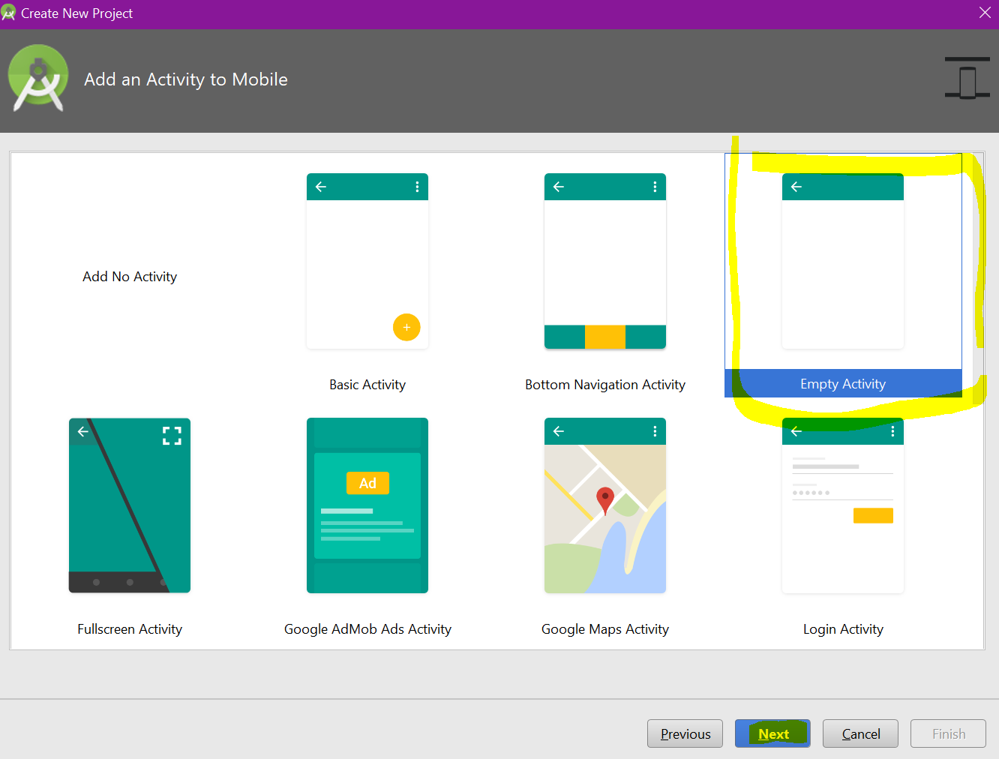 Create New Project
Add an Activity to Mobile
Add No Activity
Basic Activity
Bottom Navigation Activity
Empty Activity
Ad
Fullscreen Activity
Google AdMob Ads Activity
Google Maps Activity
Login Activity
Previous
Next
Cancel
Finish